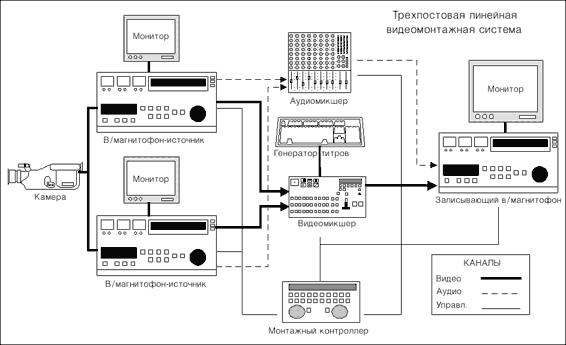 Трехпостовая линейная
видеомонтажная система
Монитор
Аудиомикшер
Монитор
В/магнитофон-источник
Генератор титров
Монитор
Камера
Видеомикшер
Записывающий в/магнитофон
В/магнитофон-источник
Монтажный контроллер
КАНАЛЫ
Видео
Аудио
Управл.